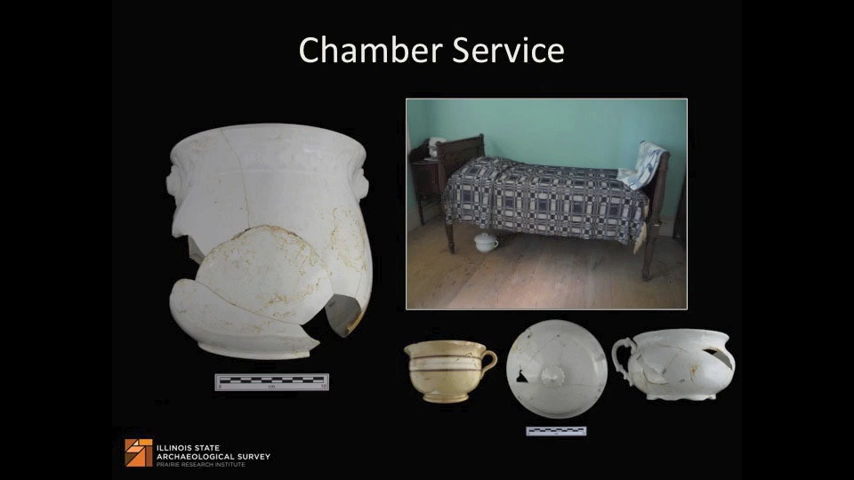 Chamber Service
ILLINOIS STATE
ARCHAEOLOGICAL SURVEY
PRAIRIE RESEARCH INSTITUTE